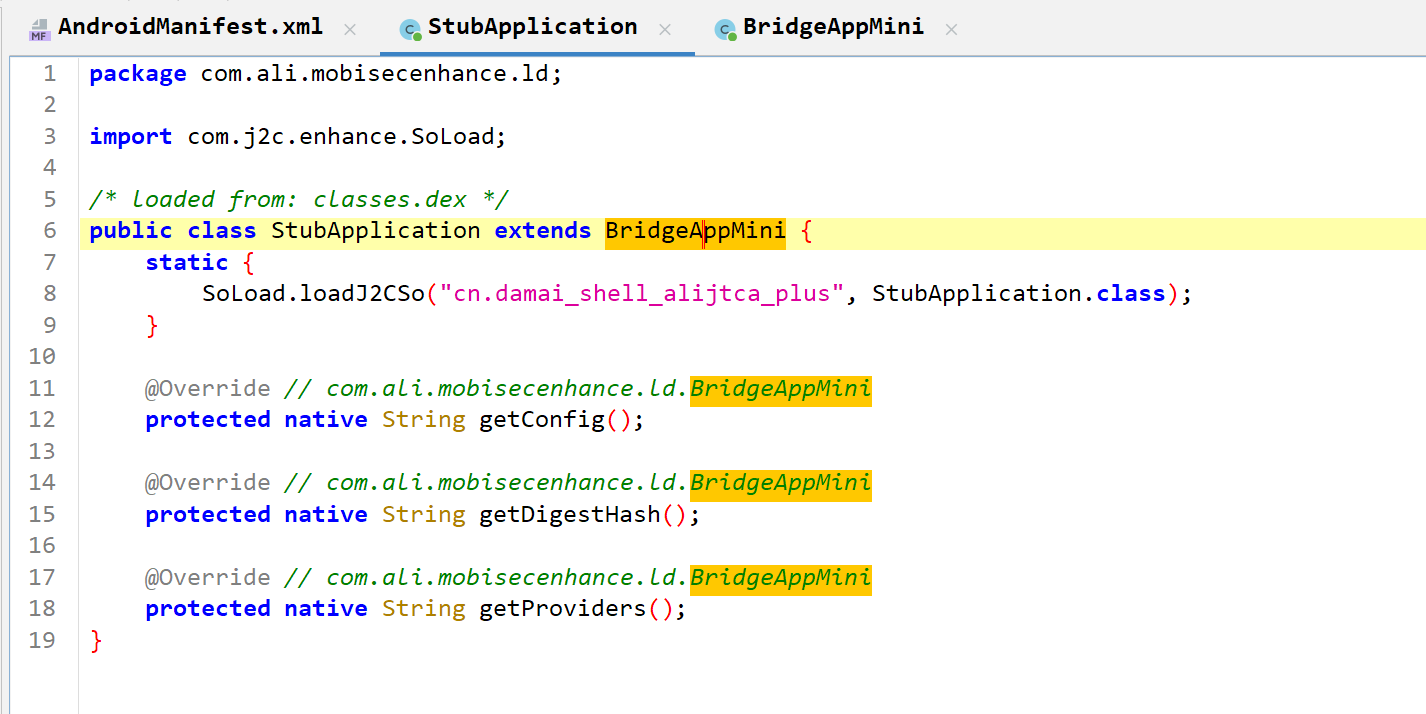 AndroidManifest.xml × StubApplication × BridgeAppMini ×
1 package com.ali.mobisecenhance.ld;
2
3 import com.j2c.enhance.SoLoad;
4
5 /* loaded from: classes.dex */
6 public class StubApplication extends BridgeAppMini {
7     static {
8         SoLoad.loadJ2CSo("cn.damai_shell_alijtca_plus", StubApplication.class);
9     }
10
11     @Override // com.ali.mobisecenhance.ld.BridgeAppMini
12     protected native String getConfig();
13
14     @Override // com.ali.mobisecenhance.ld.BridgeAppMini
15     protected native String getDigestHash();
16
17     @Override // com.ali.mobisecenhance.ld.BridgeAppMini
18     protected native String getProviders();
19 }